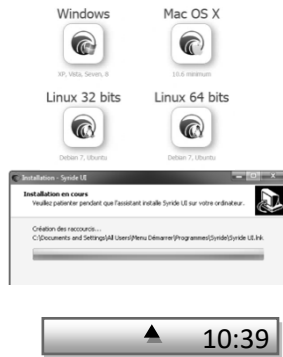 Windows
Mac OS X
XP, Vista, Seven, 8
10.6 minimum
Linux 32 bits
Linux 64 bits
Debian 7, Ubuntu
Debian 7, Ubuntu
Installation - Syride UI
Installation en cours
Veuillez patienter pendant que l'assistant installe Syride UI sur votre ordinateur.
Création des raccourcis...
C:\Documents and Settings\All Users\Menu Démarrer\Programmes\Syride\Syride UI.lnk
10:39